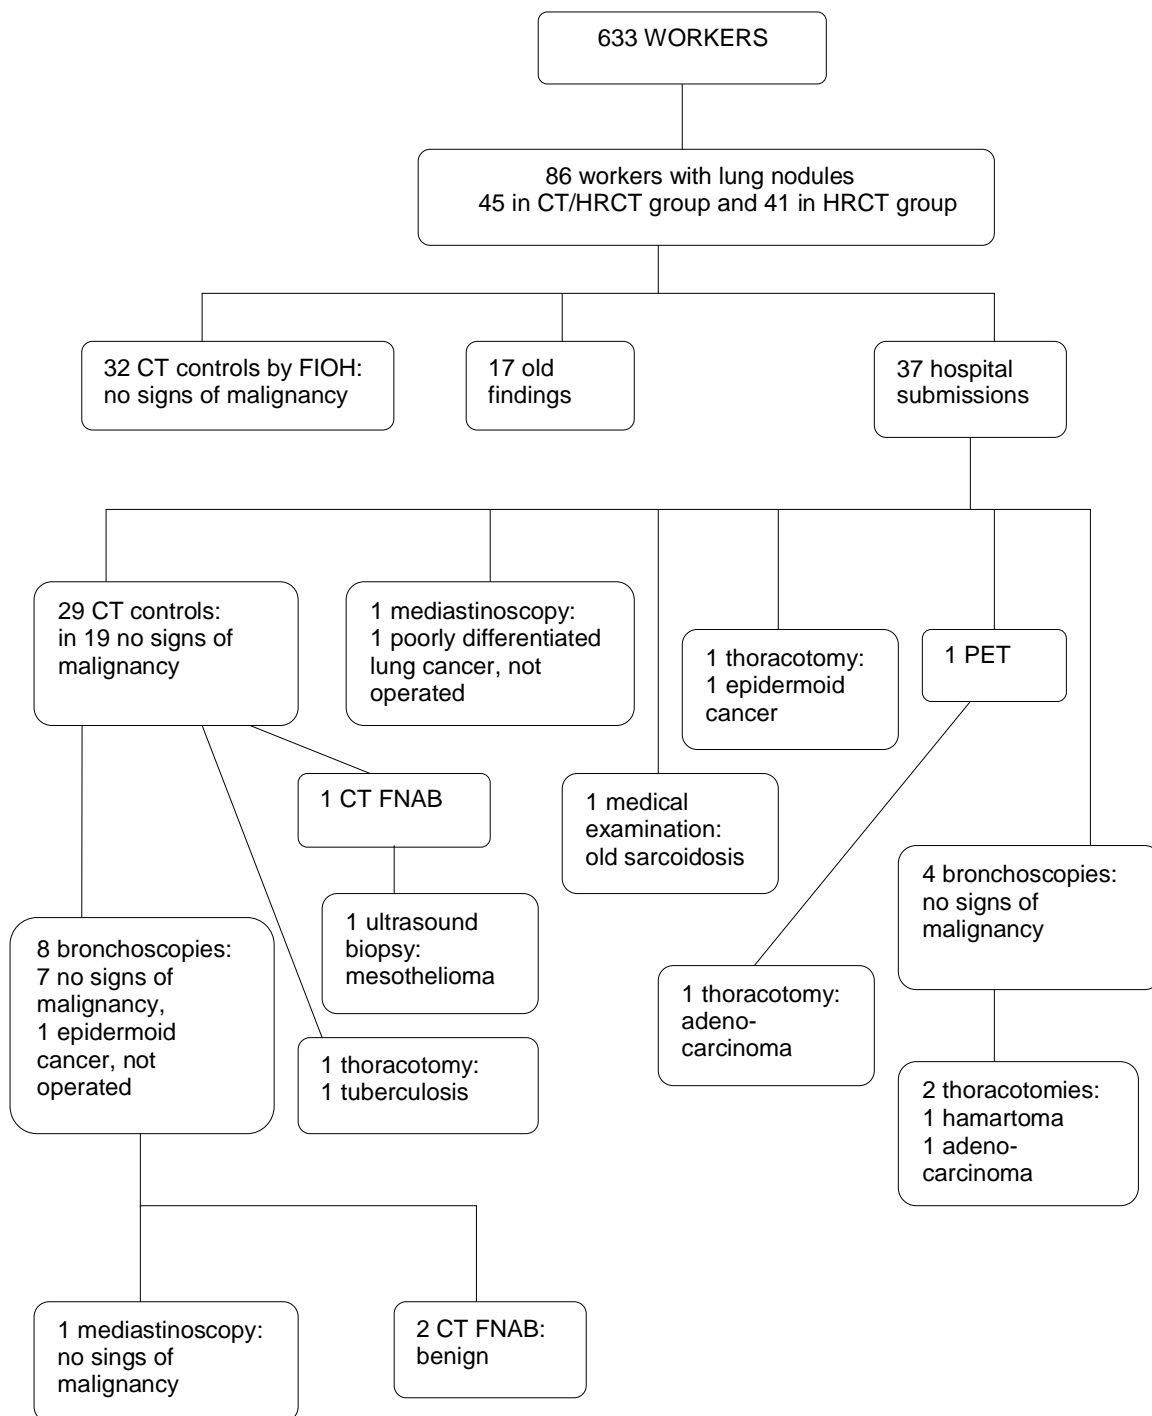 633 WORKERS
86 workers with lung nodules
45 in CT/HRCT group and 41 in HRCT group
32 CT controls by FIOH:
no signs of malignancy
17 old
findings
37 hospital
submissions
29 CT controls:
in 19 no signs of
malignancy
1 mediastinoscopy:
1 poorly differentiated
lung cancer, not
operated
1 thoracotomy:
1 epidermoid
cancer
1 PET
1 CT FNAB
1 medical
examination:
old sarcoidosis
4 bronchoscopies:
no signs of
malignancy
8 bronchoscopies:
7 no signs of
malignancy,
1 epidermoid
cancer, not
operated
1 ultrasound
biopsy:
mesothelioma
1 thoracotomy:
adeno-
carcinoma
1 thoracotomy:
1 tuberculosis
2 thoracotomies:
1 hamartoma
1 adeno-
carcinoma
1 mediastinoscopy:
no sings of
malignancy
2 CT FNAB:
benign